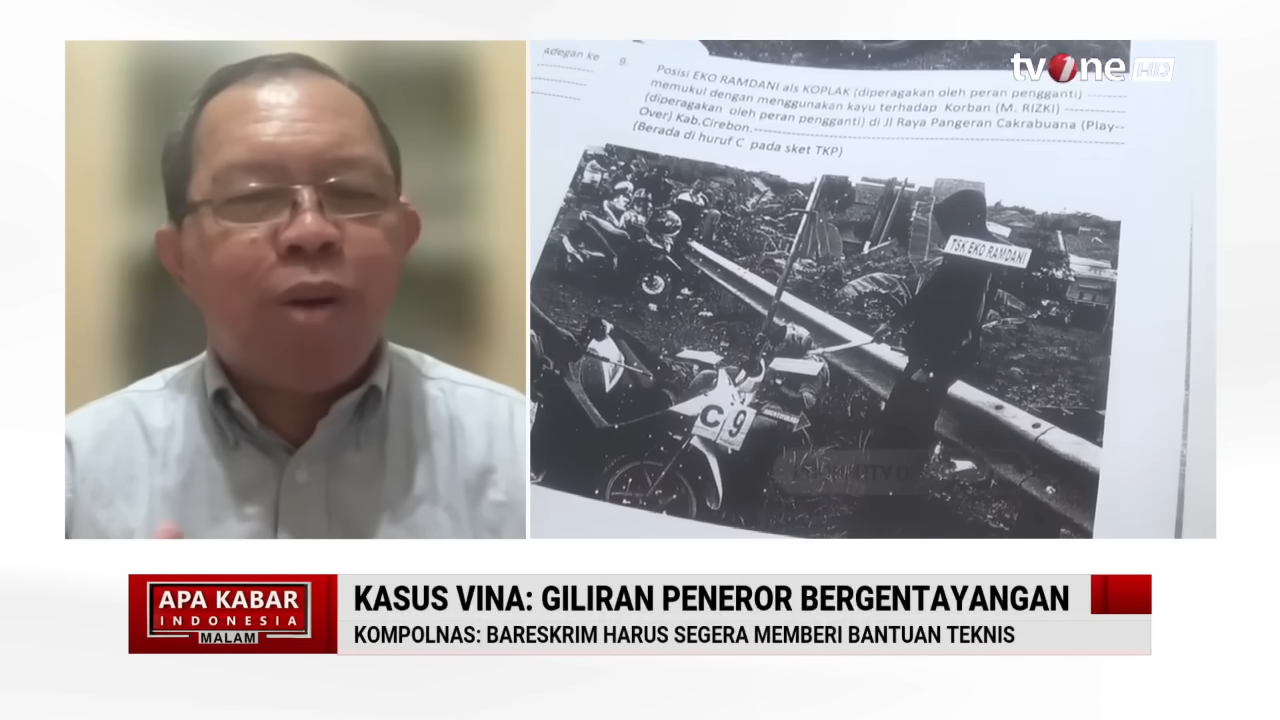 tvOne HD
Adegan ke
9.
Posisi EKO RAMDANI als KOPLAK (diperagakan oleh peran pengganti)
memukul dengan menggunakan kayu terhadap Korban (M. RIZKI)
(diperagakan oleh peran pengganti) di Jl Raya Pangeran Cakrabuana (Play--
Over) Kab.Cirebon.
(Berada di huruf C pada sket TKP)
TSK EKO RAMDANI
C 9
APA KABAR
INDONESIA
MALAM
KASUS VINA: GILIRAN PENEROR BERGENTAYANGAN
KOMPOLNAS: BARESKRIM HARUS SEGERA MEMBERI BANTUAN TEKNIS